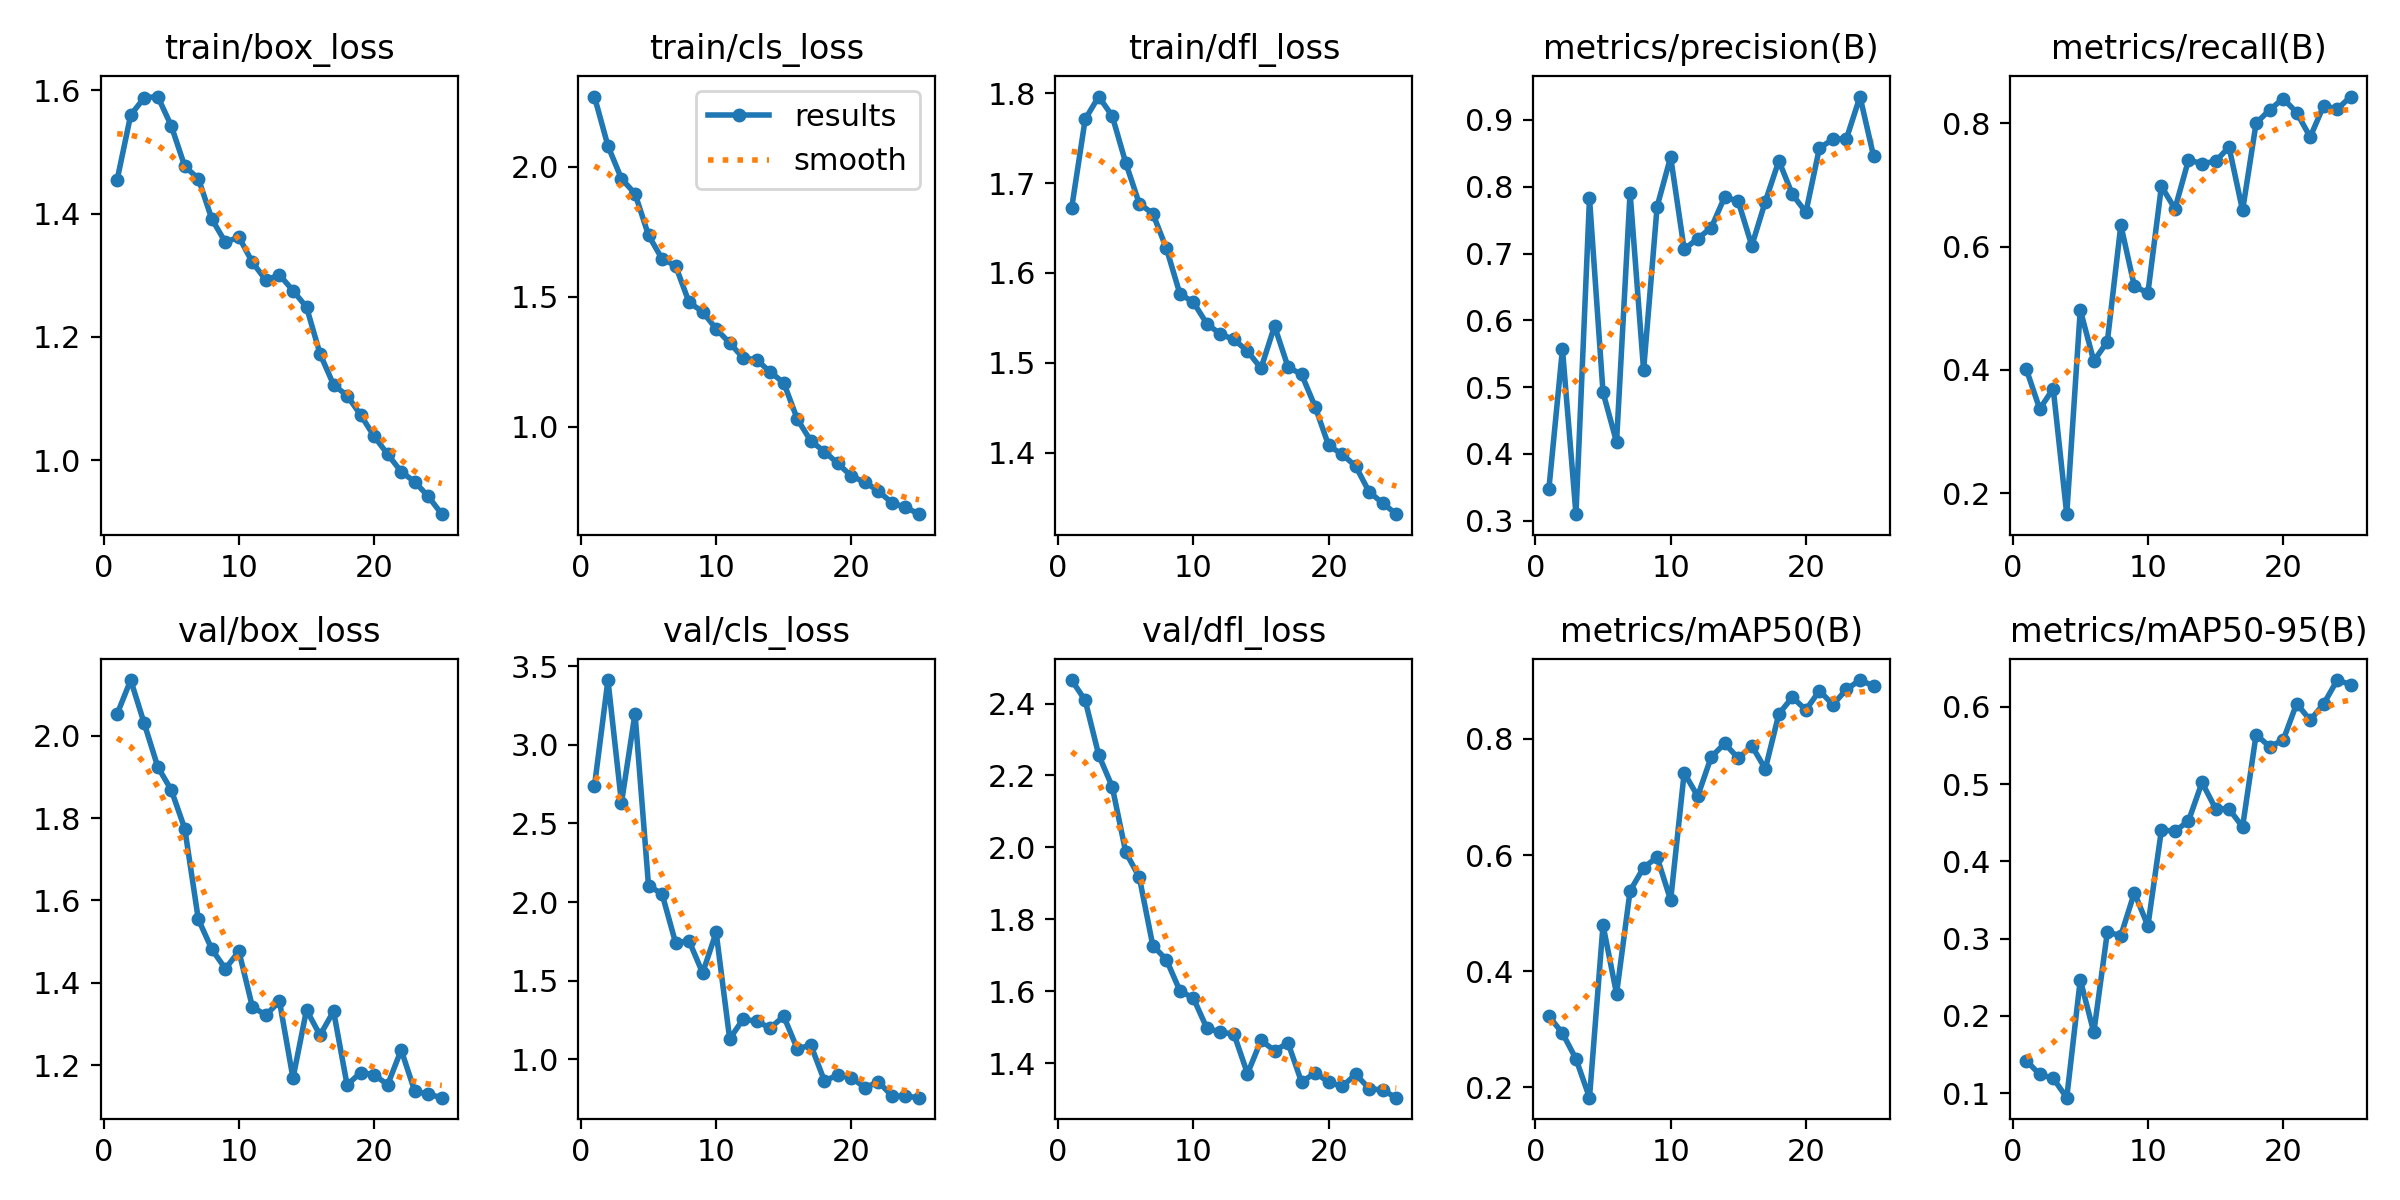 train/box_loss
1.6
1.4
1.2
1.0
0 10 20
train/cls_loss
results
smooth
2.0
1.5
1.0
0 10 20
train/dfl_loss
1.8
1.7
1.6
1.5
1.4
0 10 20
metrics/precision(B)
0.9
0.8
0.7
0.6
0.5
0.4
0.3
0 10 20
metrics/recall(B)
0.8
0.6
0.4
0.2
0 10 20
val/box_loss
2.0
1.8
1.6
1.4
1.2
0 10 20
val/cls_loss
3.5
3.0
2.5
2.0
1.5
1.0
0 10 20
val/dfl_loss
2.4
2.2
2.0
1.8
1.6
1.4
0 10 20
metrics/mAP50(B)
0.8
0.6
0.4
0.2
0 10 20
metrics/mAP50-95(B)
0.6
0.5
0.4
0.3
0.2
0.1
0 10 20